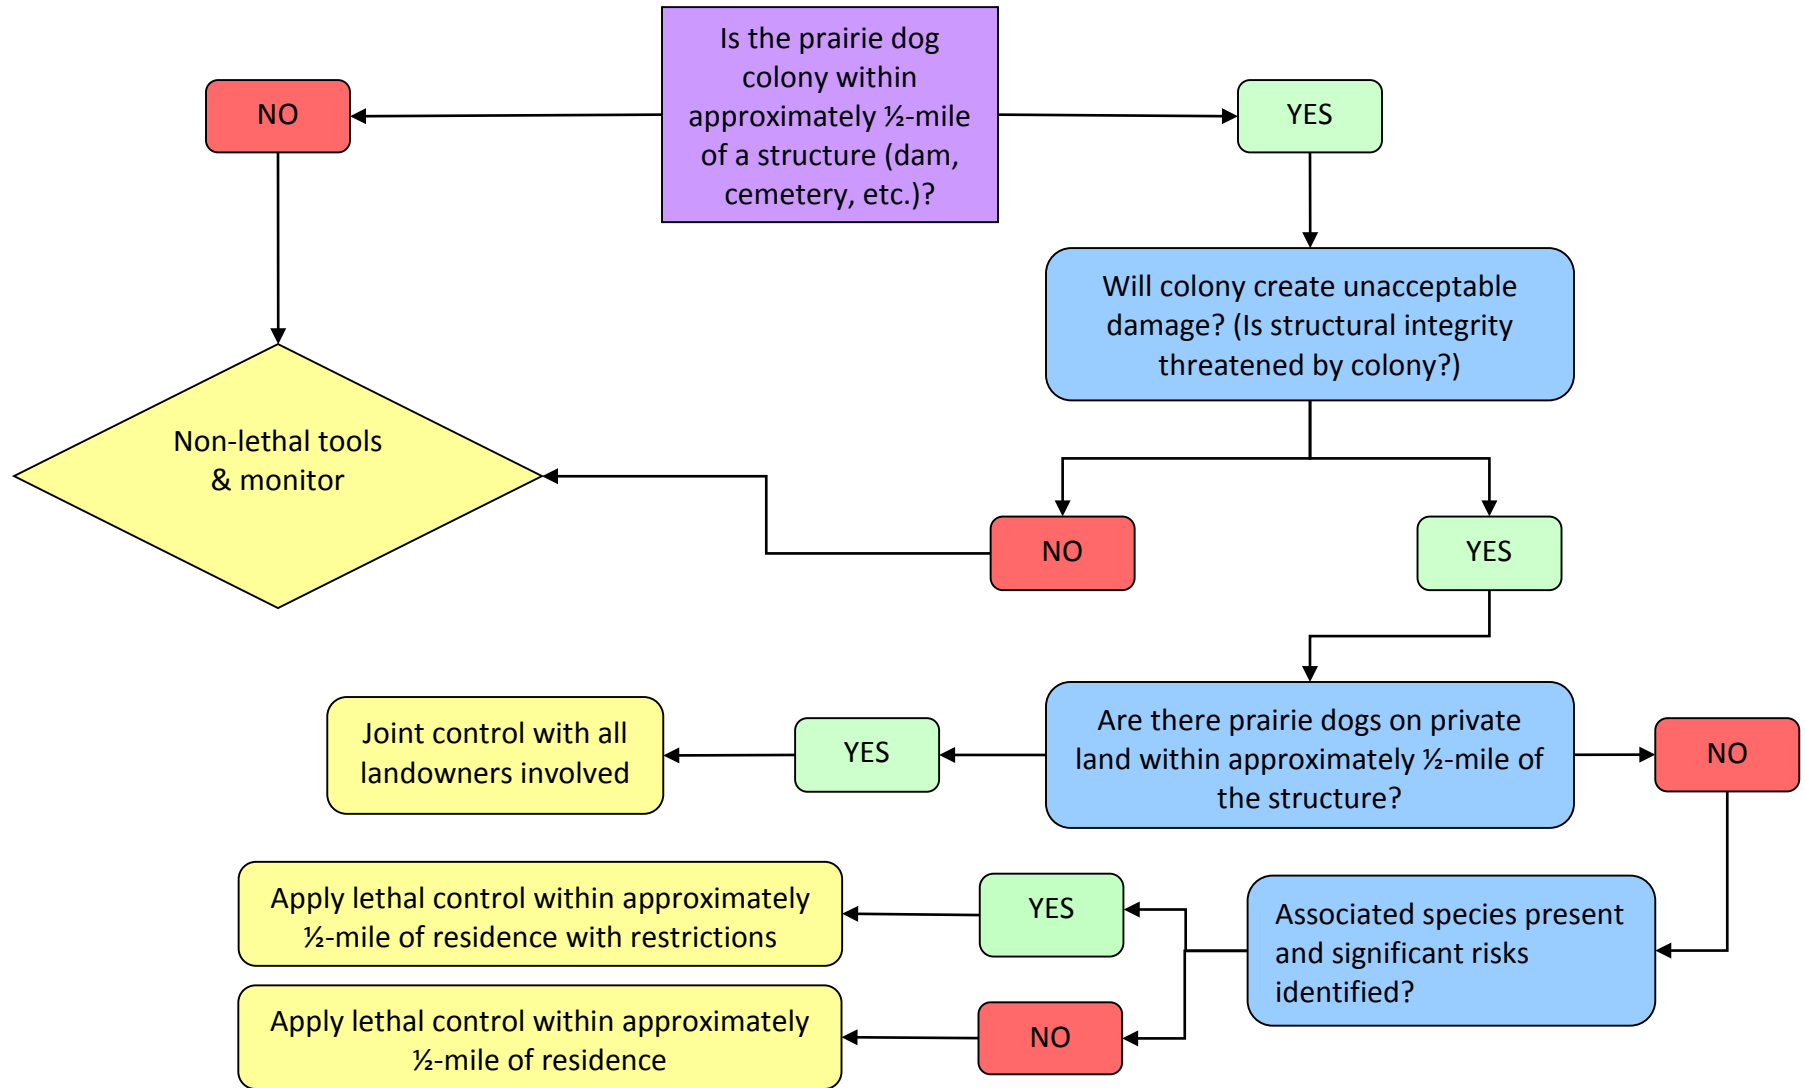 Is the prairie dog
colony within
approximately ½-mile
of a structure (dam,
cemetery, etc.)?
NO
YES
Will colony create unacceptable
damage? (Is structural integrity
threatened by colony?)
Non-lethal tools
& monitor
NO
YES
Joint control with all
landowners involved
YES
Are there prairie dogs on private
land within approximately ½-mile of
the structure?
NO
Apply lethal control within approximately
½-mile of residence with restrictions
YES
Associated species present
and significant risks
identified?
Apply lethal control within approximately
½-mile of residence
NO